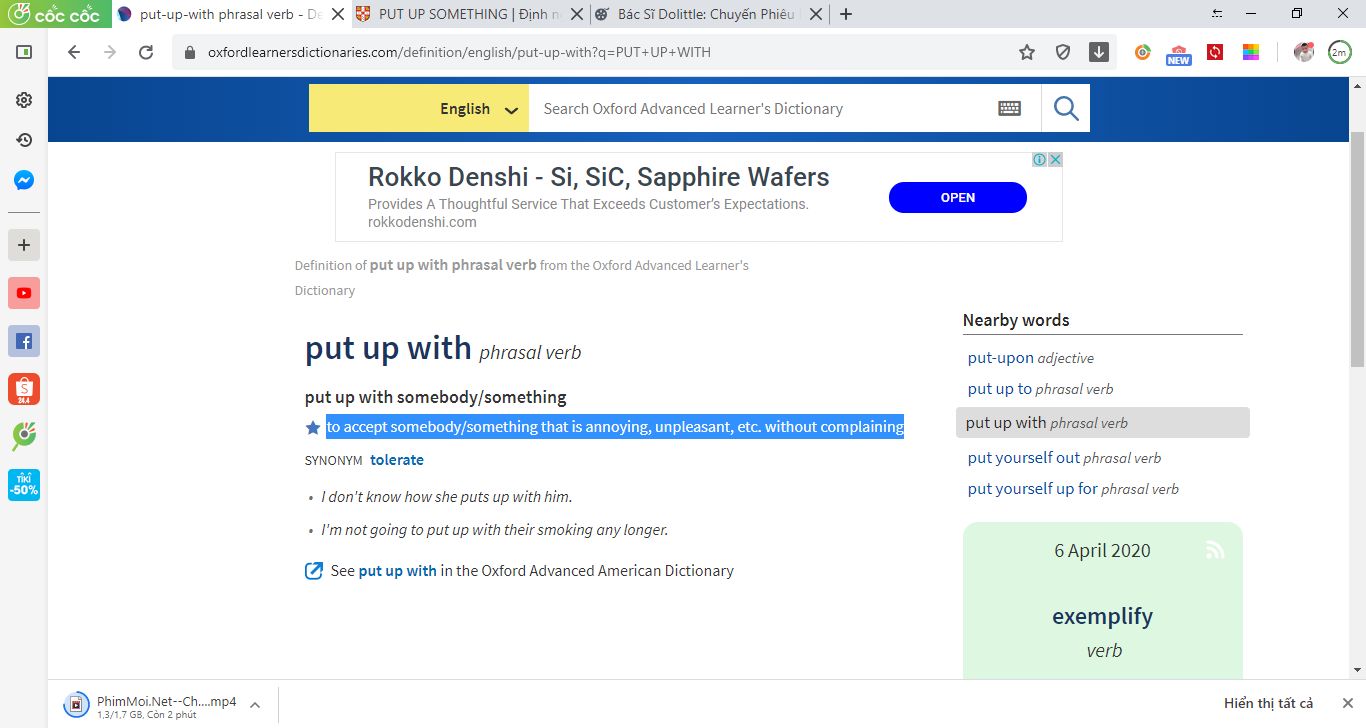 cốc cốc
put-up-with phrasal verb - De
PUT UP SOMETHING | Định n
Bác Sĩ Dolittle: Chuyến Phiêu
oxfordlearnersdictionaries.com/definition/english/put-up-with?q=PUT+UP+WITH
NEW
2m
English
Search Oxford Advanced Learner's Dictionary
Rokko Denshi - Si, SiC, Sapphire Wafers
Provides A Thoughtful Service That Exceeds Customer's Expectations.
rokkodenshi.com
OPEN
Definition of put up with phrasal verb from the Oxford Advanced Learner's
Dictionary
put up with phrasal verb
put up with somebody/something
to accept somebody/something that is annoying, unpleasant, etc. without complaining
SYNONYM tolerate
• I don't know how she puts up with him.
• I'm not going to put up with their smoking any longer.
See put up with in the Oxford Advanced American Dictionary
Nearby words
put-upon adjective
put up to phrasal verb
put up with phrasal verb
put yourself out phrasal verb
put yourself up for phrasal verb
6 April 2020
exemplify
verb
24.4
TIKI
-50%
PhimMoi.Net--Ch....mp4
1,3/1,7 GB, Còn 2 phút
Hiển thị tất cả